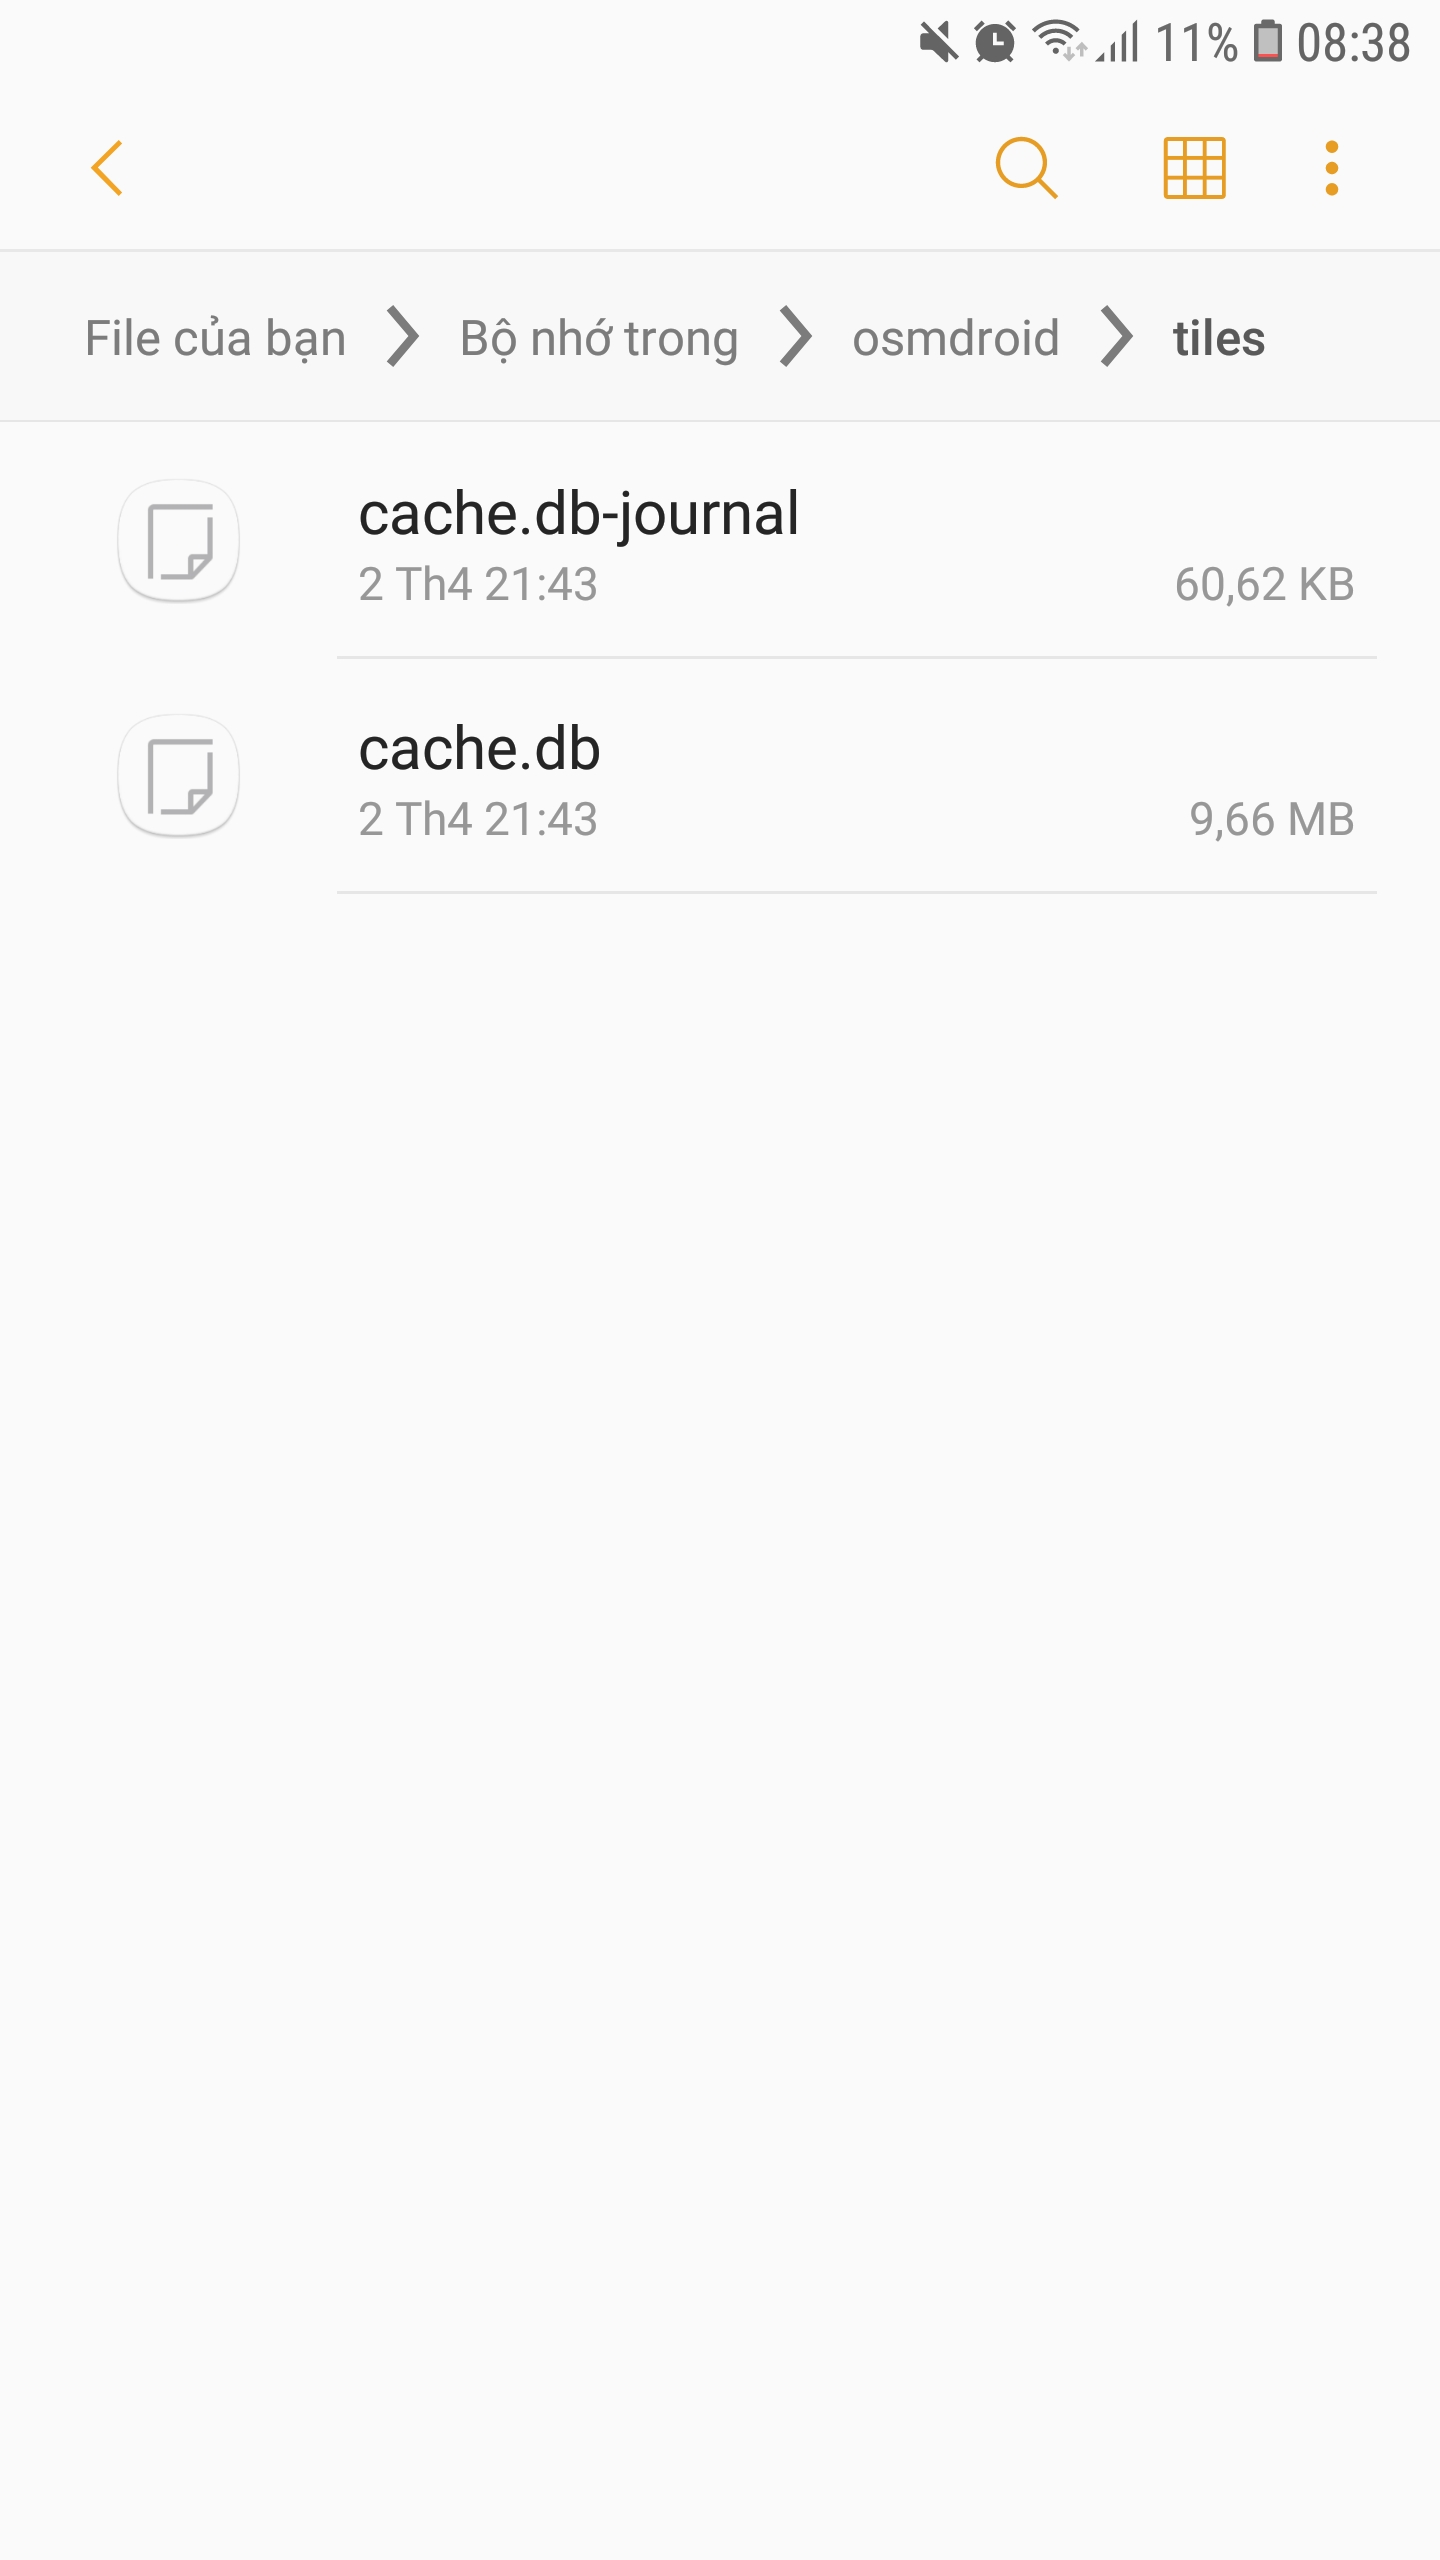 11% 08:38
File của bạn Bộ nhớ trong osmdroid tiles
cache.db-journal
2 Th4 21:43 60,62 KB
cache.db
2 Th4 21:43 9,66 MB